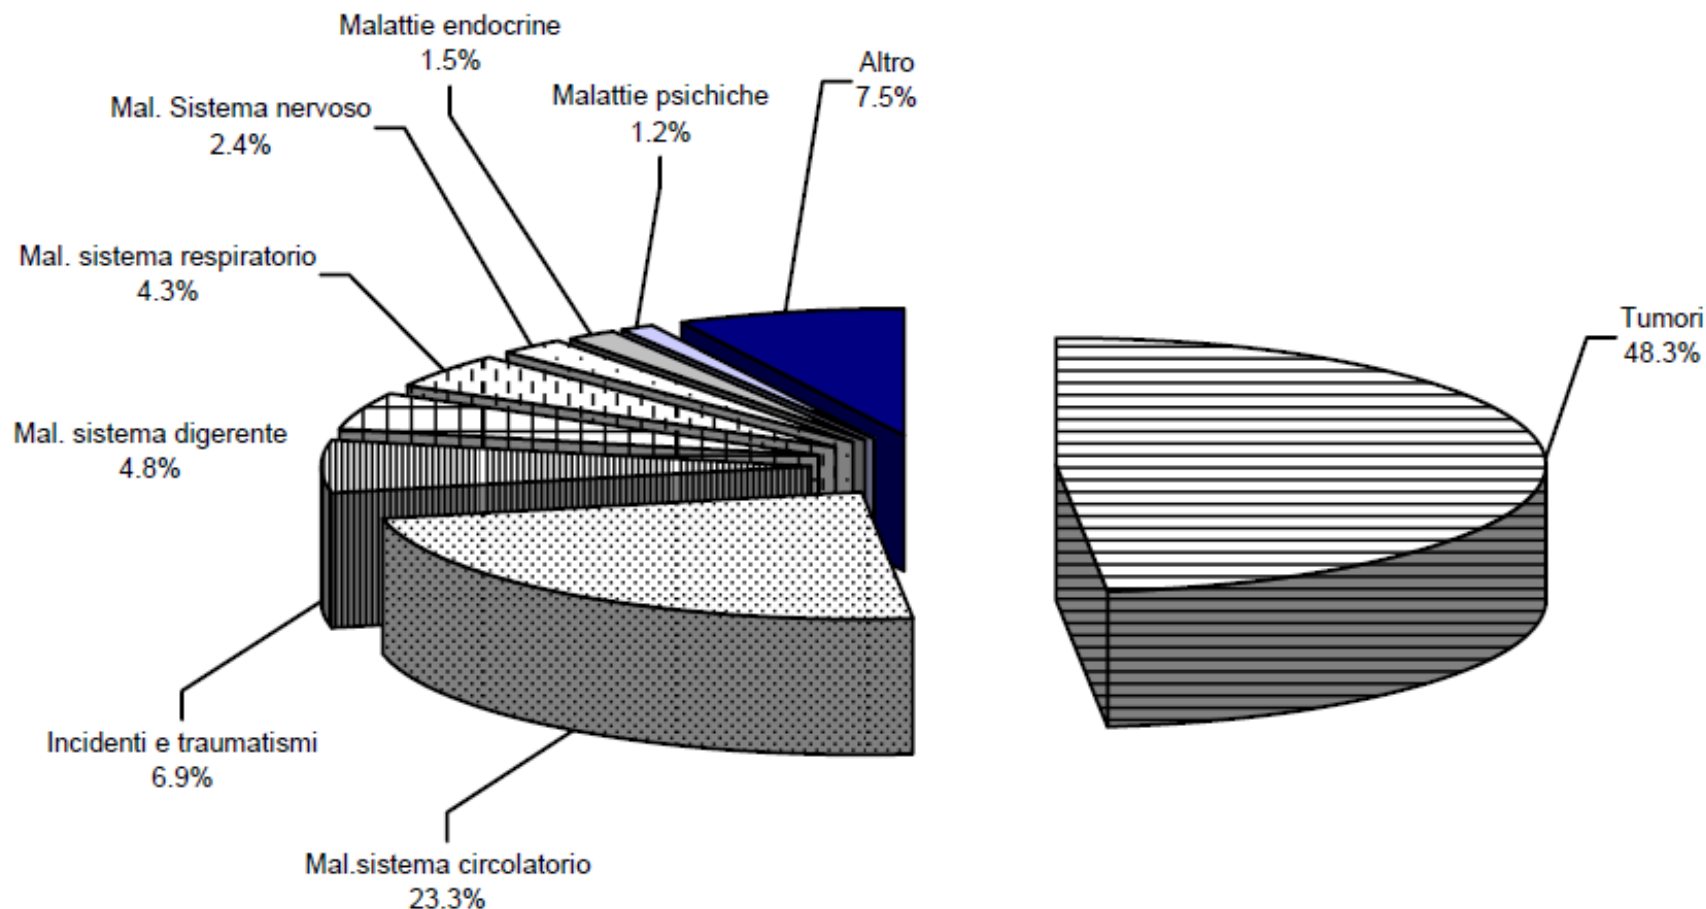 Malattie endocrine
1.5%
Altro
7.5%
Malattie psichiche
1.2%
Mal. Sistema nervoso
2.4%
Mal. sistema respiratorio
4.3%
Tumori
48.3%
Mal. sistema digerente
4.8%
Incidenti e traumatismi
6.9%
Mal.sistema circolatorio
23.3%